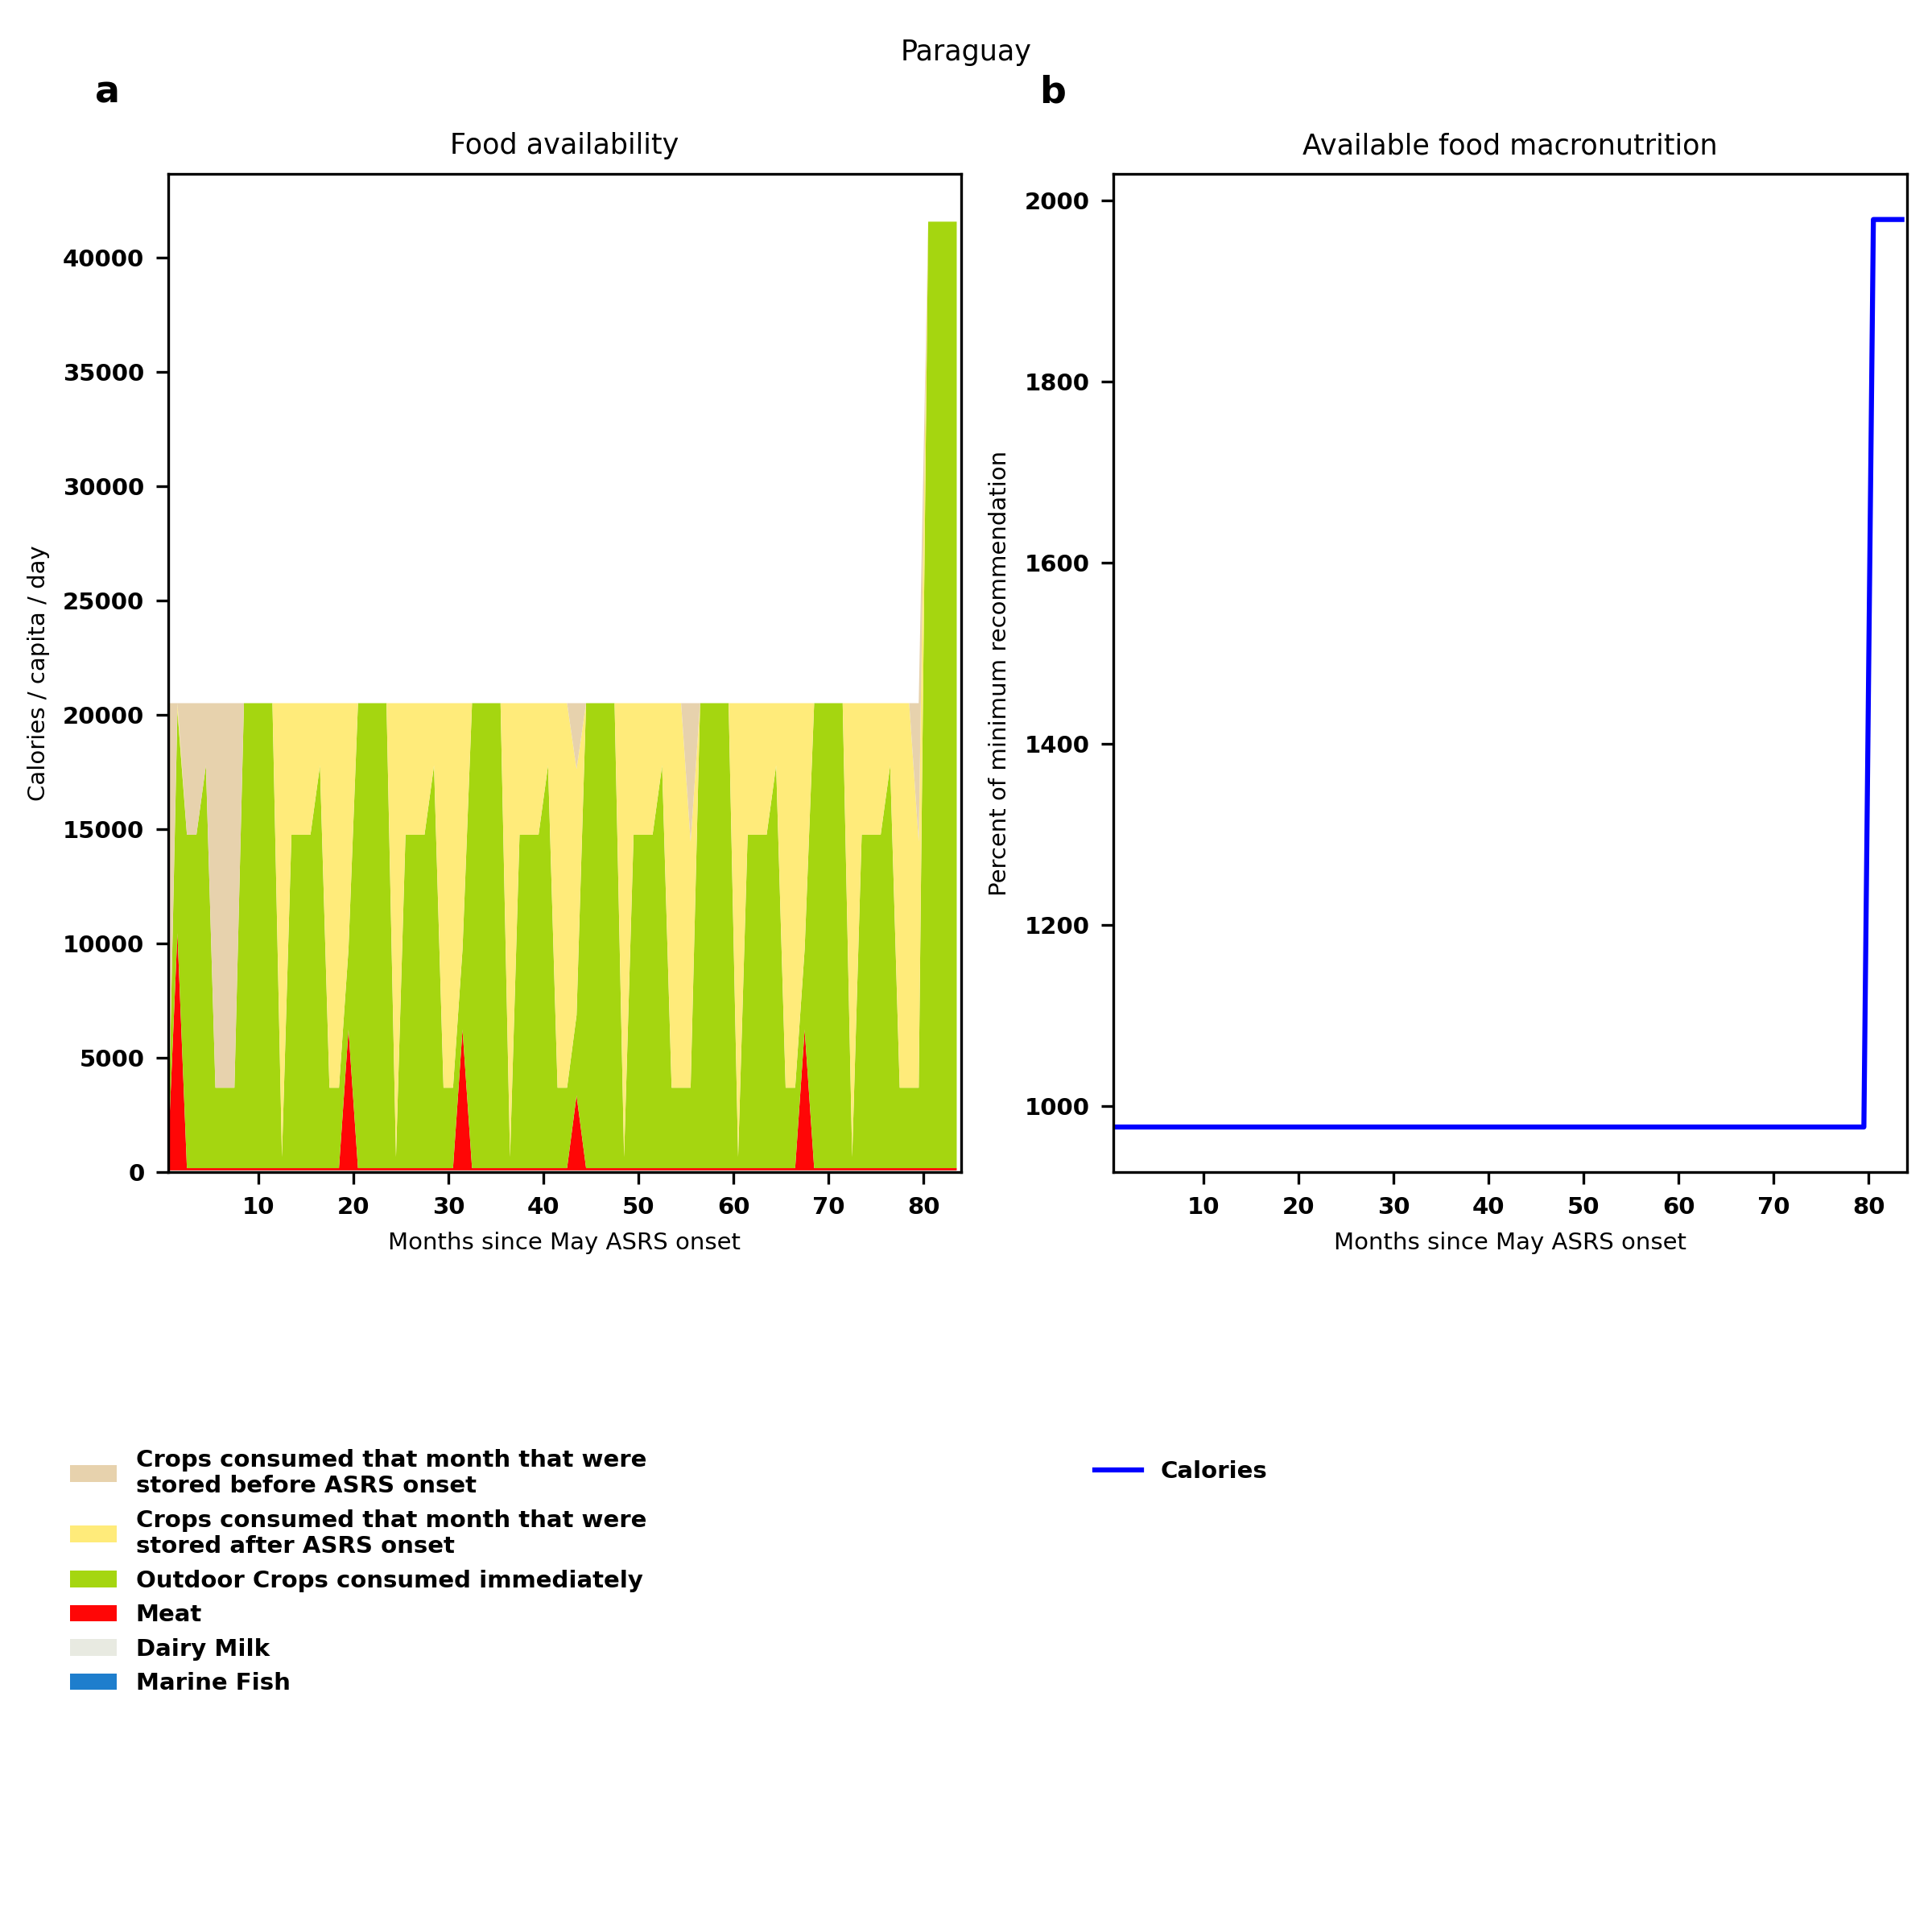 Paraguay
a
Food availability
Calories / capita / day
40000
35000
30000
25000
20000
15000
10000
5000
0
10 20 30 40 50 60 70 80
Months since May ASRS onset
b
Available food macronutrition
Percent of minimum recommendation
2000
1800
1600
1400
1200
1000
10 20 30 40 50 60 70 80
Months since May ASRS onset
Crops consumed that month that were
stored before ASRS onset
Crops consumed that month that were
stored after ASRS onset
Outdoor Crops consumed immediately
Meat
Dairy Milk
Marine Fish
Calories